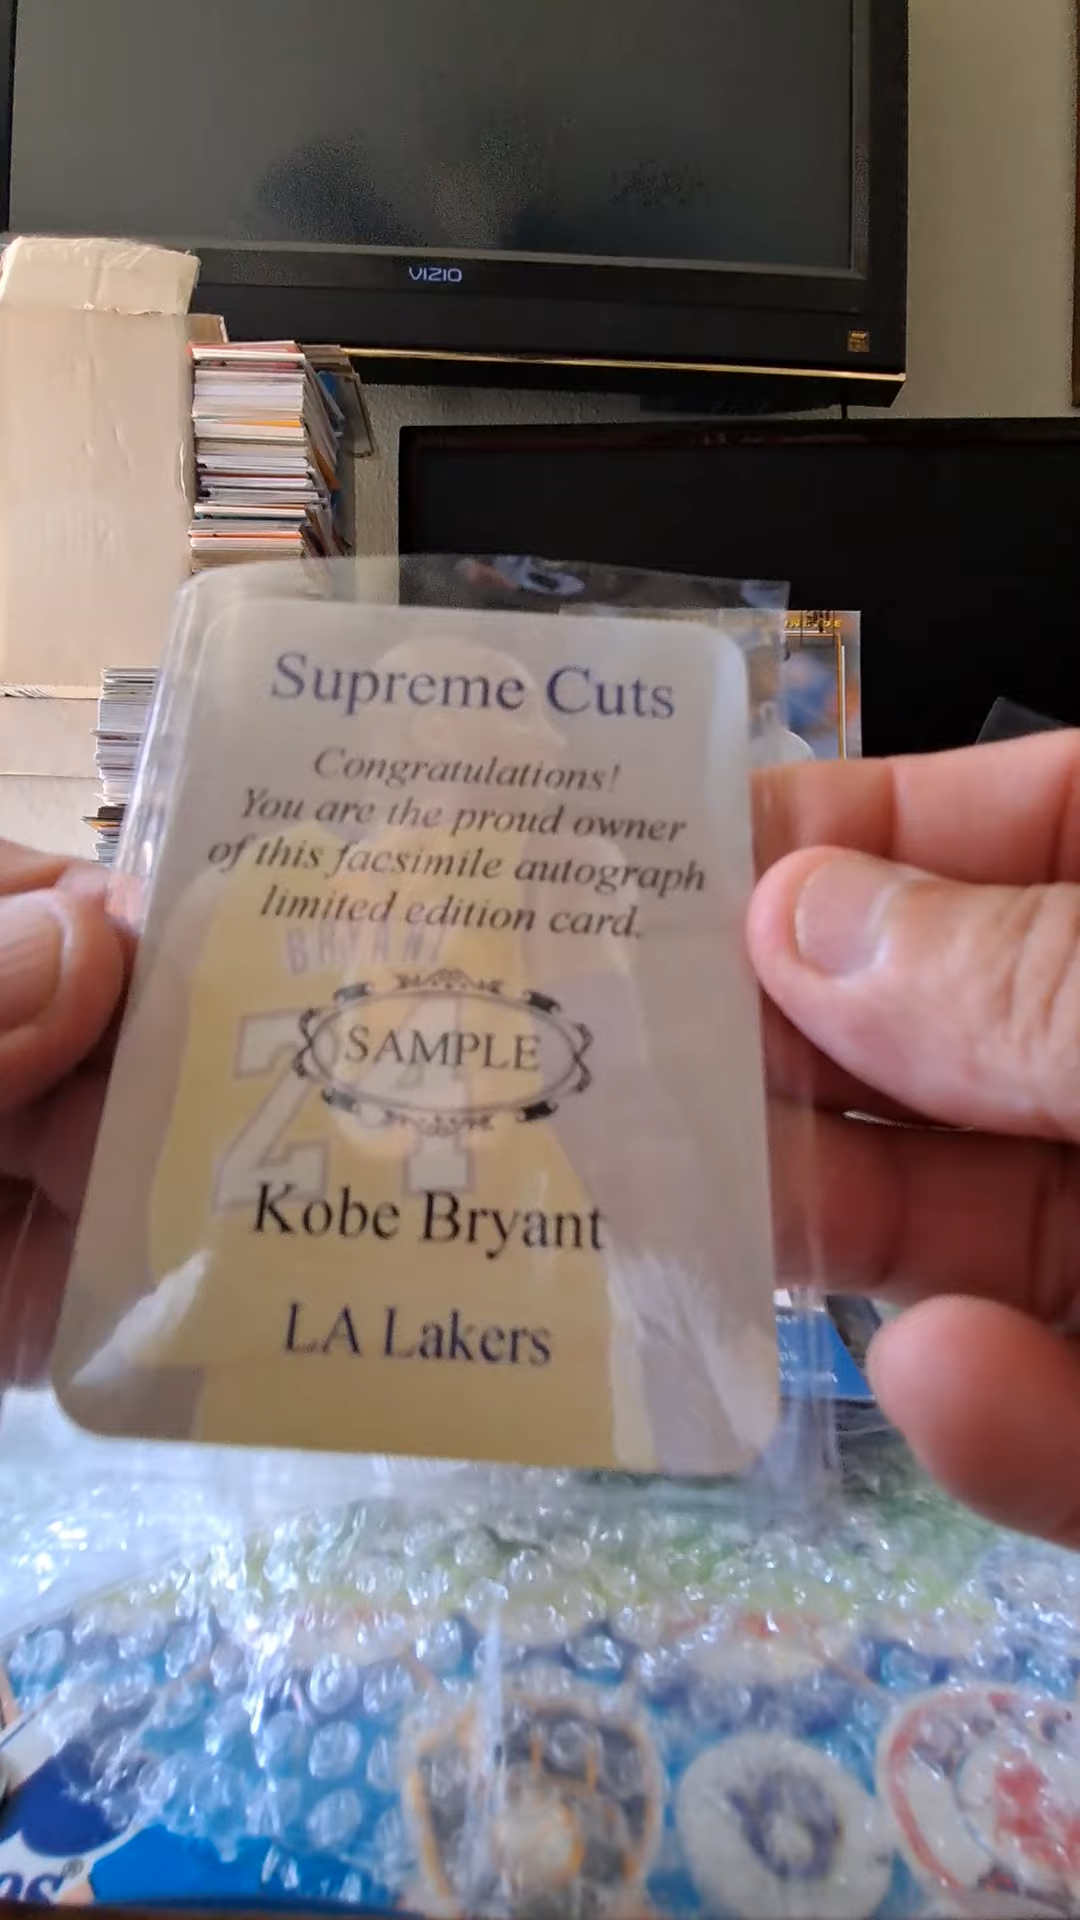 VIZIO
Supreme Cuts
Congratulations!
You are the proud owner
of this facsimile autograph
limited edition card.
BRYANT
SAMPLE
24
Kobe Bryant
LA Lakers